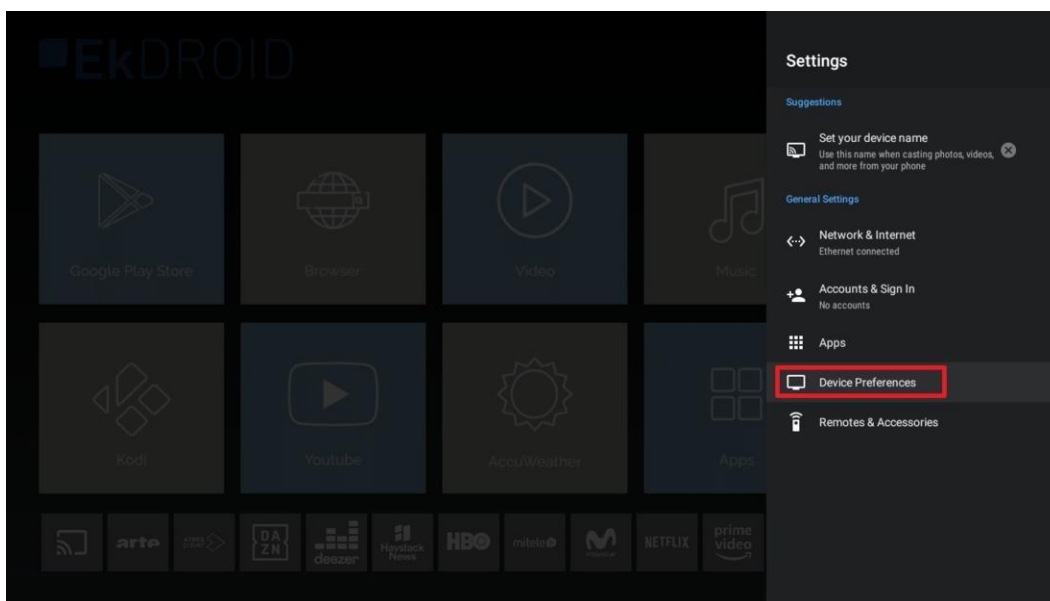 EKDROID
Settings
Suggestions
Set your device name
Use this name when casting photos, videos,
and more from your phone
General Settings
Network & Internet
Ethernet connected
Accounts & Sign In
No accounts
Apps
Device Preferences
Remotes & Accessories
Google Play Store
Browser
Video
Music
Kodi
Youtube
AccuWeather
Apps
arte
DA
ZN
deezer
Haystack
News
HBO
mitele
NETFLIX
prime
video